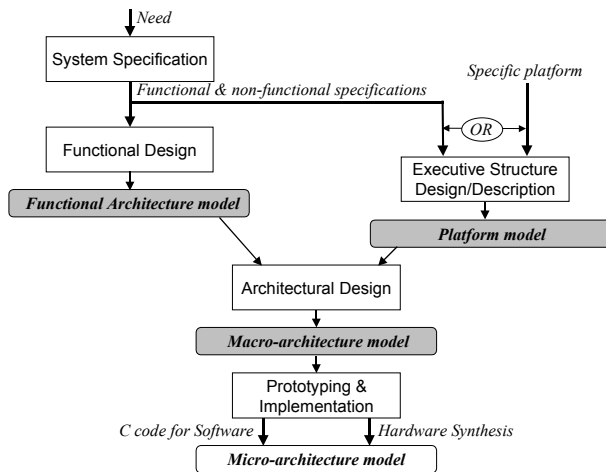 Need
System Specification
Functional & non-functional specifications
Specific platform
OR
Functional Design
Executive Structure
Design/Description
Functional Architecture model
Platform model
Architectural Design
Macro-architecture model
Prototyping &
Implementation
C code for Software
Hardware Synthesis
Micro-architecture model